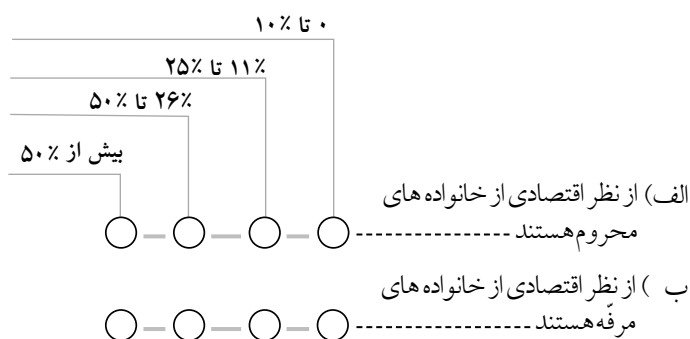 ۰ تا ۱۰٪
۱۱٪ تا ۲۵٪
۲۶٪ تا ۵۰٪
بیش از ۵۰٪
الف) از نظر اقتصادی از خانواده های
محروم هستند
ب ) از نظر اقتصادی از خانواده های
مرفّه هستند